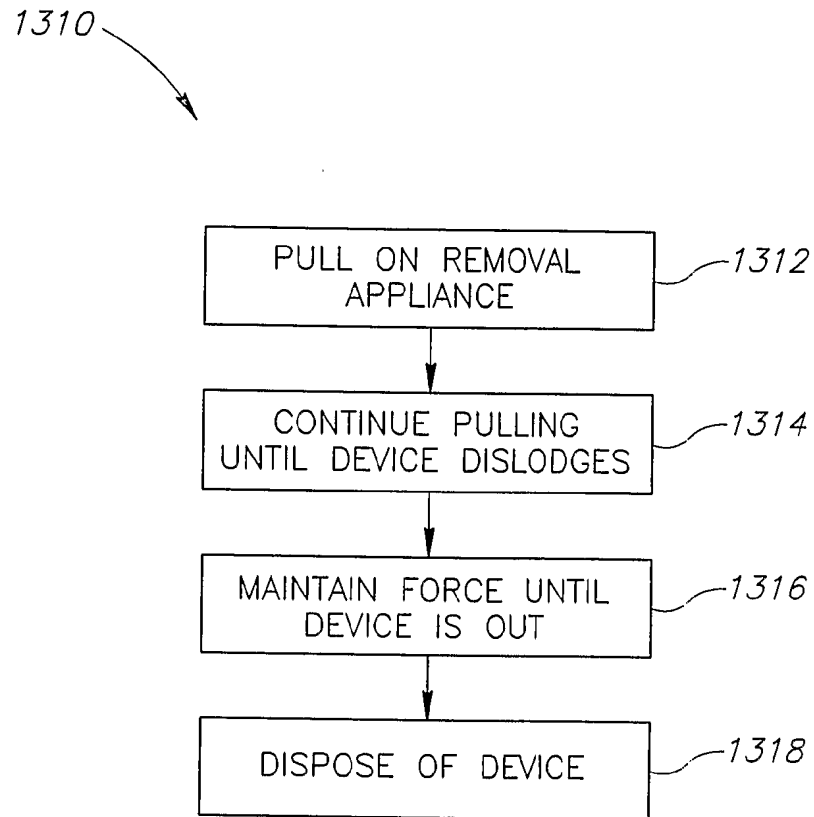 1310
PULL ON REMOVAL
APPLIANCE
1312
CONTINUE PULLING
UNTIL DEVICE DISLODGES
1314
MAINTAIN FORCE UNTIL
DEVICE IS OUT
1316
DISPOSE OF DEVICE
1318